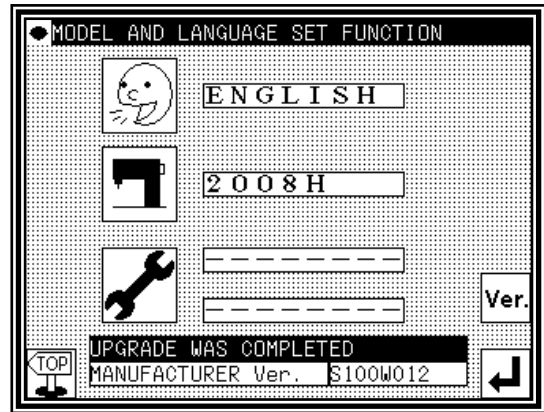 MODEL AND LANGUAGE SET FUNCTION
ENGLISH
2008H
Ver.
UPGRADE WAS COMPLETED
TOP
MANUFACTURER Ver. S100W012